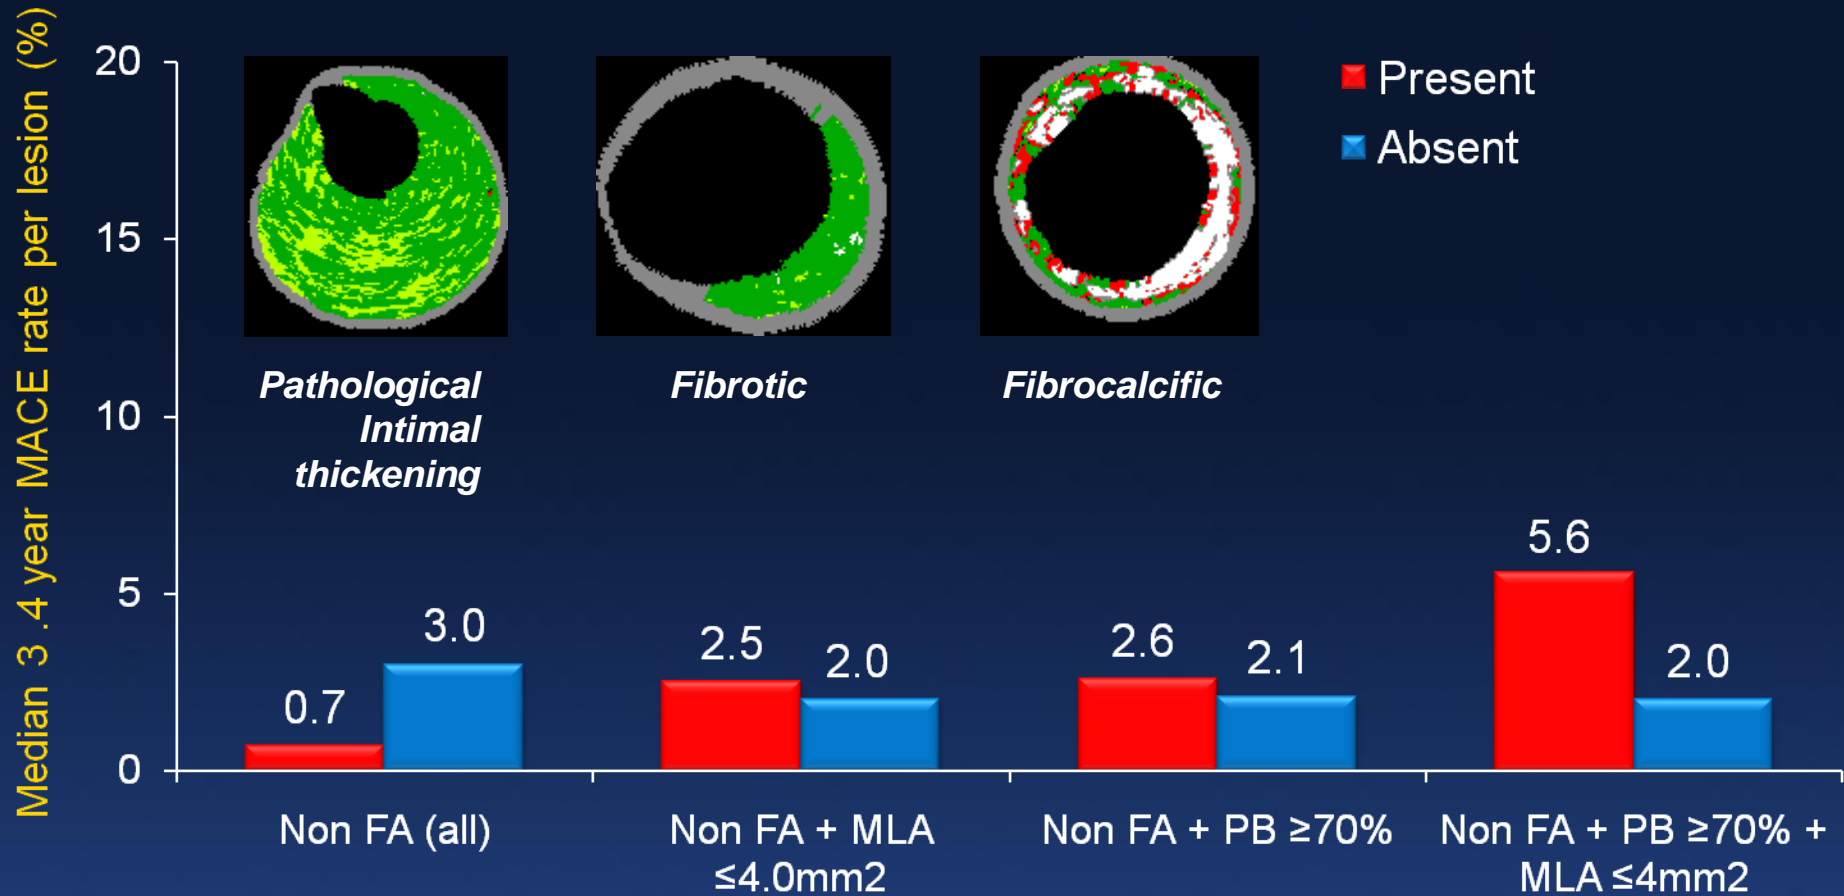 Median 3 .4 year MACE rate per lesion (%)
20
15
10
5
0
Present
Absent
Pathological
Intimal
thickening
Fibrotic
Fibrocalcific
0.7
3.0
2.5
2.0
2.6
2.1
5.6
2.0
Non FA (all)
Non FA + MLA
≤4.0mm2
Non FA + PB ≥70%
Non FA + PB ≥70% +
MLA ≤4mm2